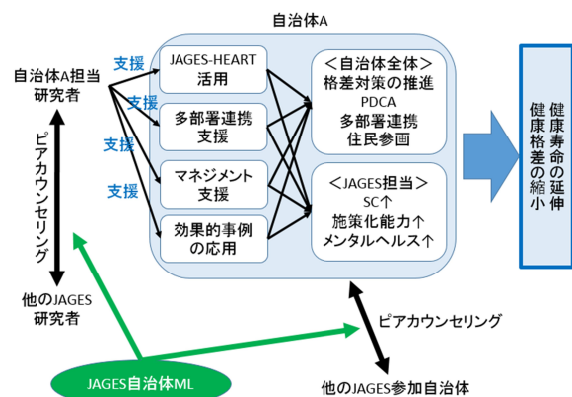 自治体A
支援
支援
支援
支援
自治体A担当
研究者
ピアカウンセリング
他のJAGES
研究者
JAGES-HEART
活用
多部署連携
支援
マネジメント
支援
効果的事例
の応用
＜自治体全体＞
格差対策の推進
PDCA
多部署連携
住民参画
＜JAGES担当＞
SC↑
施策化能力↑
メンタルヘルス↑
健康寿命の延伸
健康格差の縮小
ピアカウンセリング
他のJAGES参加自治体
JAGES自治体ML